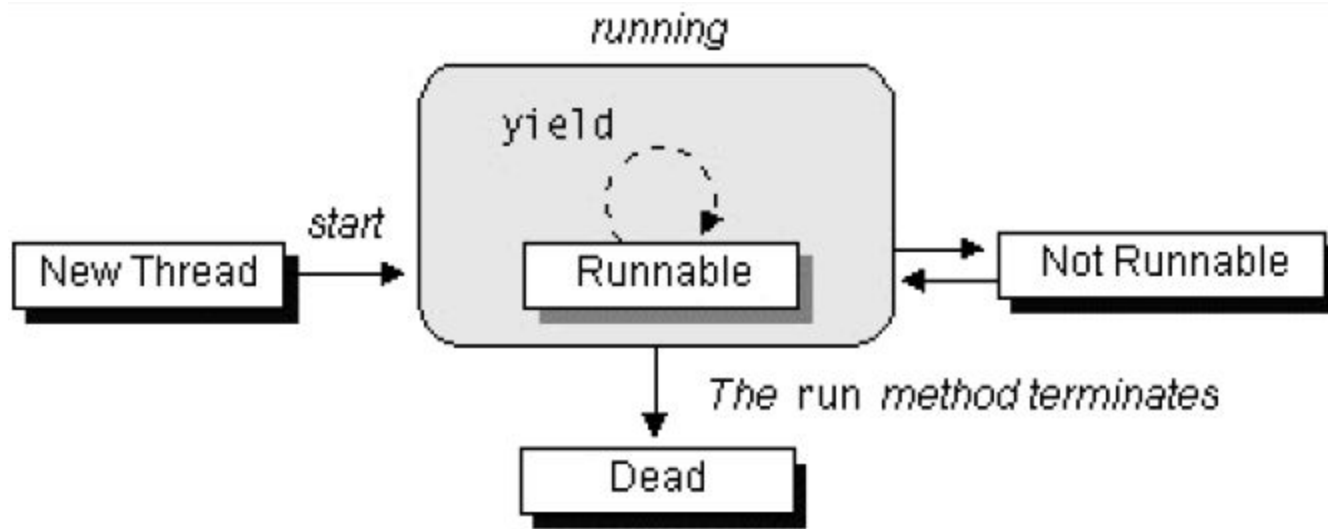 running
yield
start
New Thread
Runnable
Not Runnable
The run method terminates
Dead